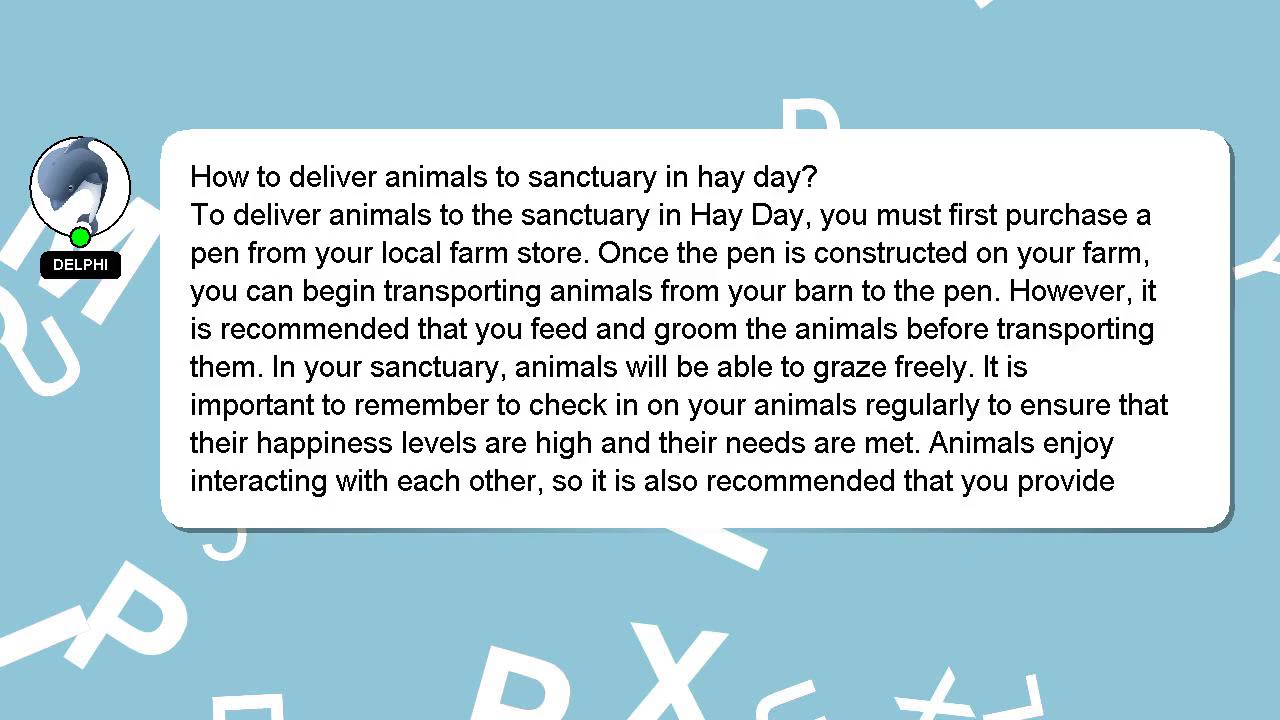 How to deliver animals to sanctuary in hay day?
To deliver animals to the sanctuary in Hay Day, you must first purchase a
pen from your local farm store. Once the pen is constructed on your farm,
you can begin transporting animals from your barn to the pen. However, it
is recommended that you feed and groom the animals before transporting
them. In your sanctuary, animals will be able to graze freely. It is
important to remember to check in on your animals regularly to ensure that
their happiness levels are high and their needs are met. Animals enjoy
interacting with each other, so it is also recommended that you provide
DELPHI